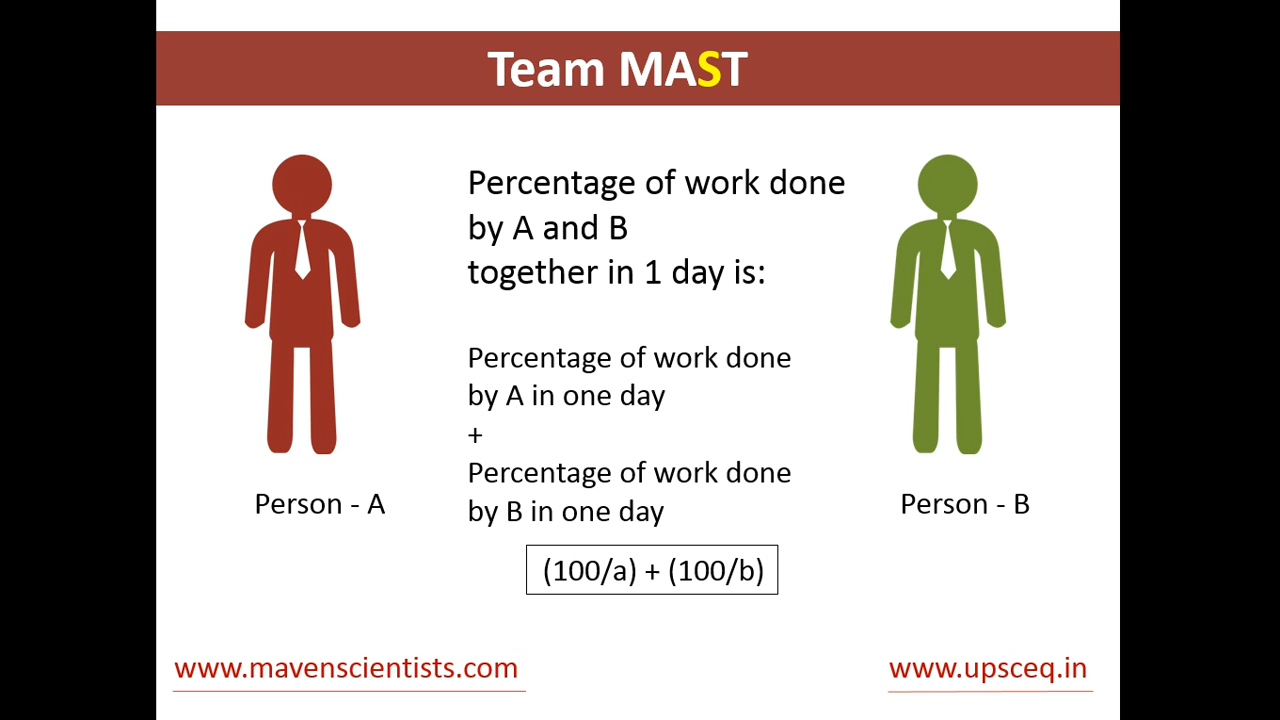 Team MAST
Percentage of work done
by A and B
together in 1 day is:
Percentage of work done
by A in one day
+
Percentage of work done
by B in one day
(100/a) + (100/b)
Person - A
Person - B
www.mavenscientists.com
www.upsceq.in